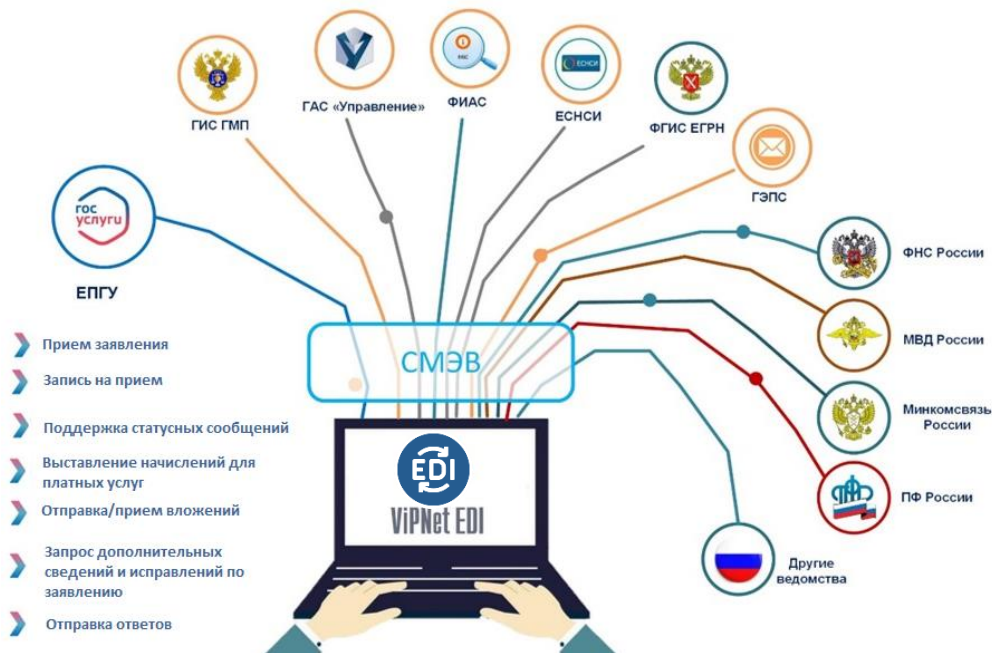 ГИС ГМП
ГАС «Управление»
ФИАС
ЕСНСИ
ЕСНСИ
ФГИС ЕГРН
ГЭПС
гос
услуги
ЕПГУ
ФНС России
МВД России
Минкомсвязь
России
ПФ России
Другие
ведомства
СМЭВ
EDI
ViPNet EDI
Прием заявления
Запись на прием
Поддержка статусных сообщений
Выставление начислений для
платных услуг
Отправка/прием вложений
Запрос дополнительных
сведений и исправлений по
заявлению
Отправка ответов